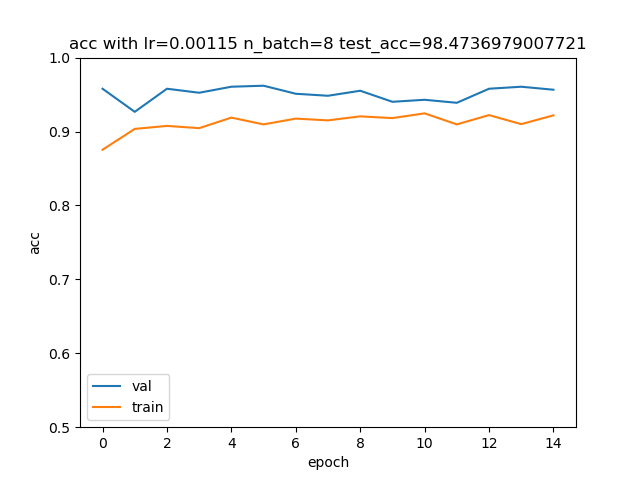 acc with lr=0.00115 n_batch=8 test_acc=98.4736979007721
1.0
0.9
0.8
0.7
0.6
0.5
acc
val
train
0 2 4 6 8 10 12 14
epoch